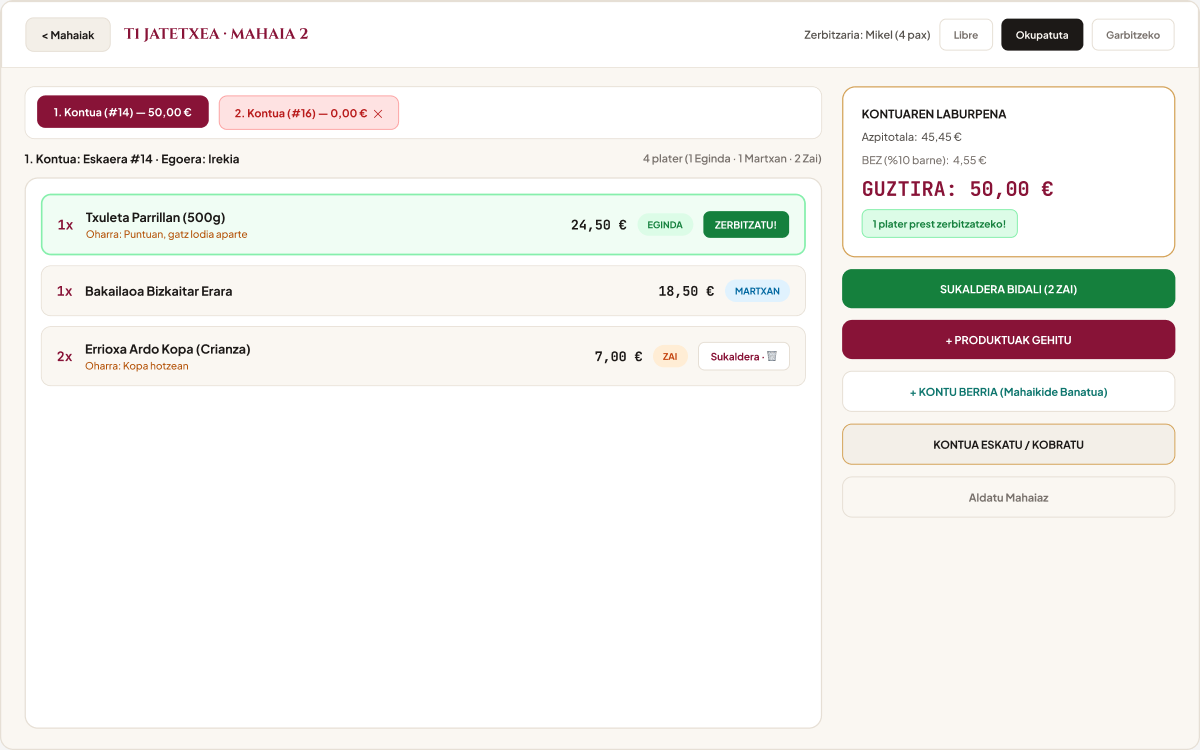 < Mahaiak
TI JATETXEA · MAHAIA 2
Zerbitzaria: Mikel (4 pax)
Libre
Okupatuta
Garbitzeko
1. Kontua (#14) — 50,00 €
2. Kontua (#16) — 0,00 € ×
1. Kontua: Eskaera #14 · Egoera: Irekia
4 plater (1 Eginda · 1 Martxan · 2 Zai)
1x
Txuleta Parrillan (500g)
Oharra: Puntuan, gatz lodia aparte
24,50 €
EGINDA
ZERBITZATU!
1x
Bakailaoa Bizkaitar Erara
18,50 €
MARTXAN
2x
Errioxa Ardo Kopa (Crianza)
Oharra: Kopa hotzean
7,00 €
ZAI
Sukaldera · 🗑
KONTUAREN LABURPENA
Azpitotala: 45,45 €
BEZ (%10 barne): 4,55 €
GUZTIRA: 50,00 €
1 plater prest zerbitzatzeko!
SUKALDERA BIDALI (2 ZAI)
+ PRODUKTUAK GEHITU
+ KONTU BERRIA (Mahaikide Banatua)
KONTUA ESKATU / KOBRATU
Aldatu Mahaiaz